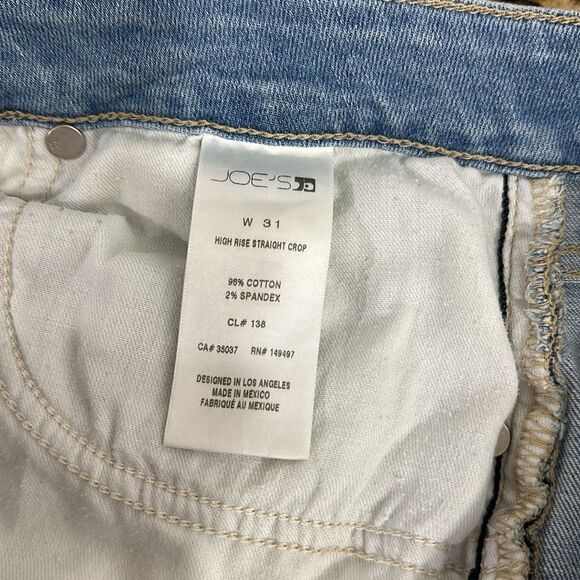 JOE'S
W 31
HIGH RISE STRAIGHT CROP
98% COTTON
2% SPANDEX
CL# 138
CA# 35037 RN# 149497
DESIGNED IN LOS ANGELES
MADE IN MEXICO
FABRIQUÉ AU MEXIQUE